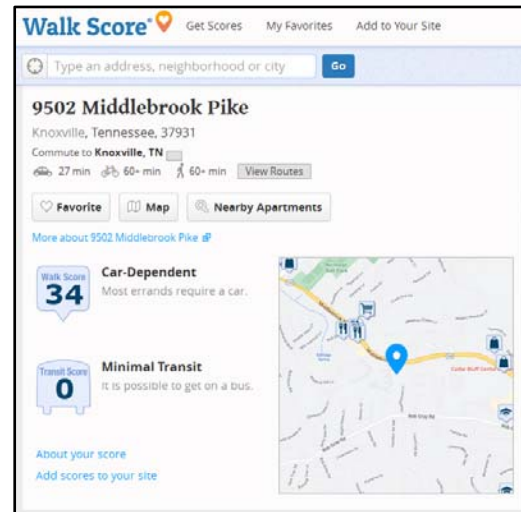 Walk Score® Get Scores My Favorites Add to Your Site
Type an address, neighborhood or city Go
9502 Middlebrook Pike
Knoxville, Tennessee, 37931
Commute to Knoxville, TN
27 min 60+ min 60+ min View Routes
Favorite Map Nearby Apartments
More about 9502 Middlebrook Pike
Walk Score
34
Car-Dependent
Most errands require a car.
Transit Score
0
Minimal Transit
It is possible to get on a bus.
Cedar Bluff Center
About your score
Add scores to your site